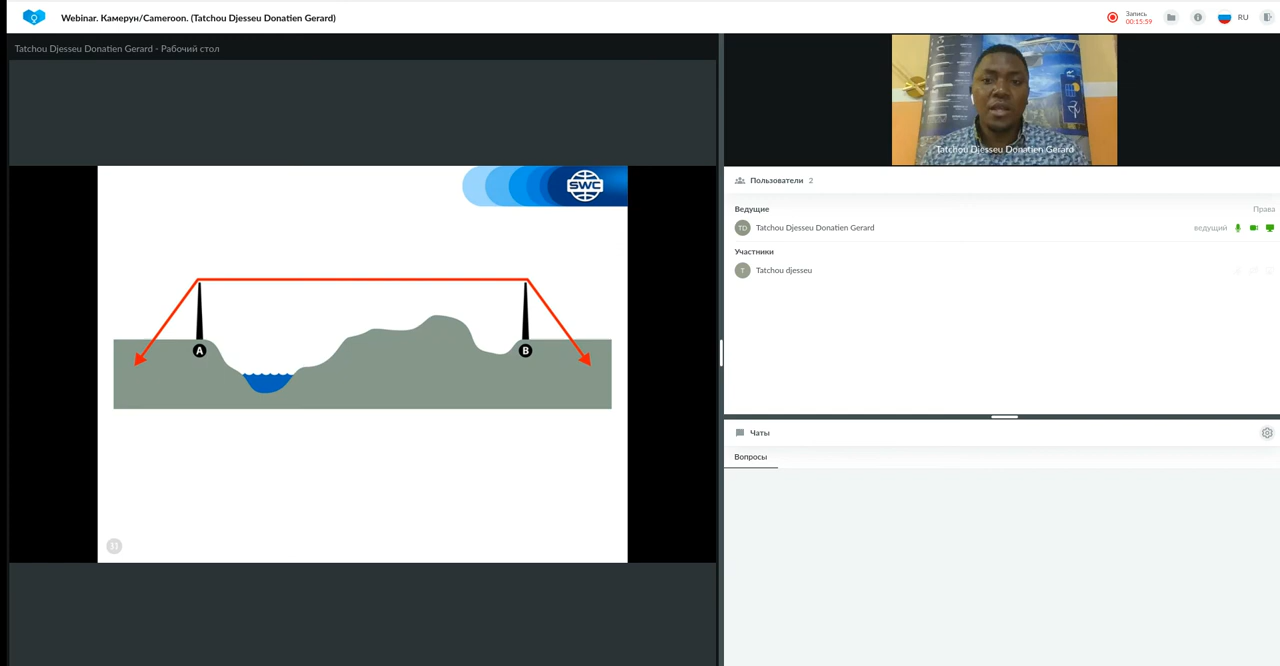 Webinar. Камерун/Cameroon. (Tatchou Djesseu Donatien Gerard)
Запись
00:15:59
RU
Tatchou Djesseu Donatien Gerard - Рабочий стол
SWC
A
B
31
Tatchou Djesseu Donatien Gerard
Пользователи 2
Ведущие
Права
TD
Tatchou Djesseu Donatien Gerard
ведущий
Участники
T
Tatchou djesseu
Чаты
Вопросы